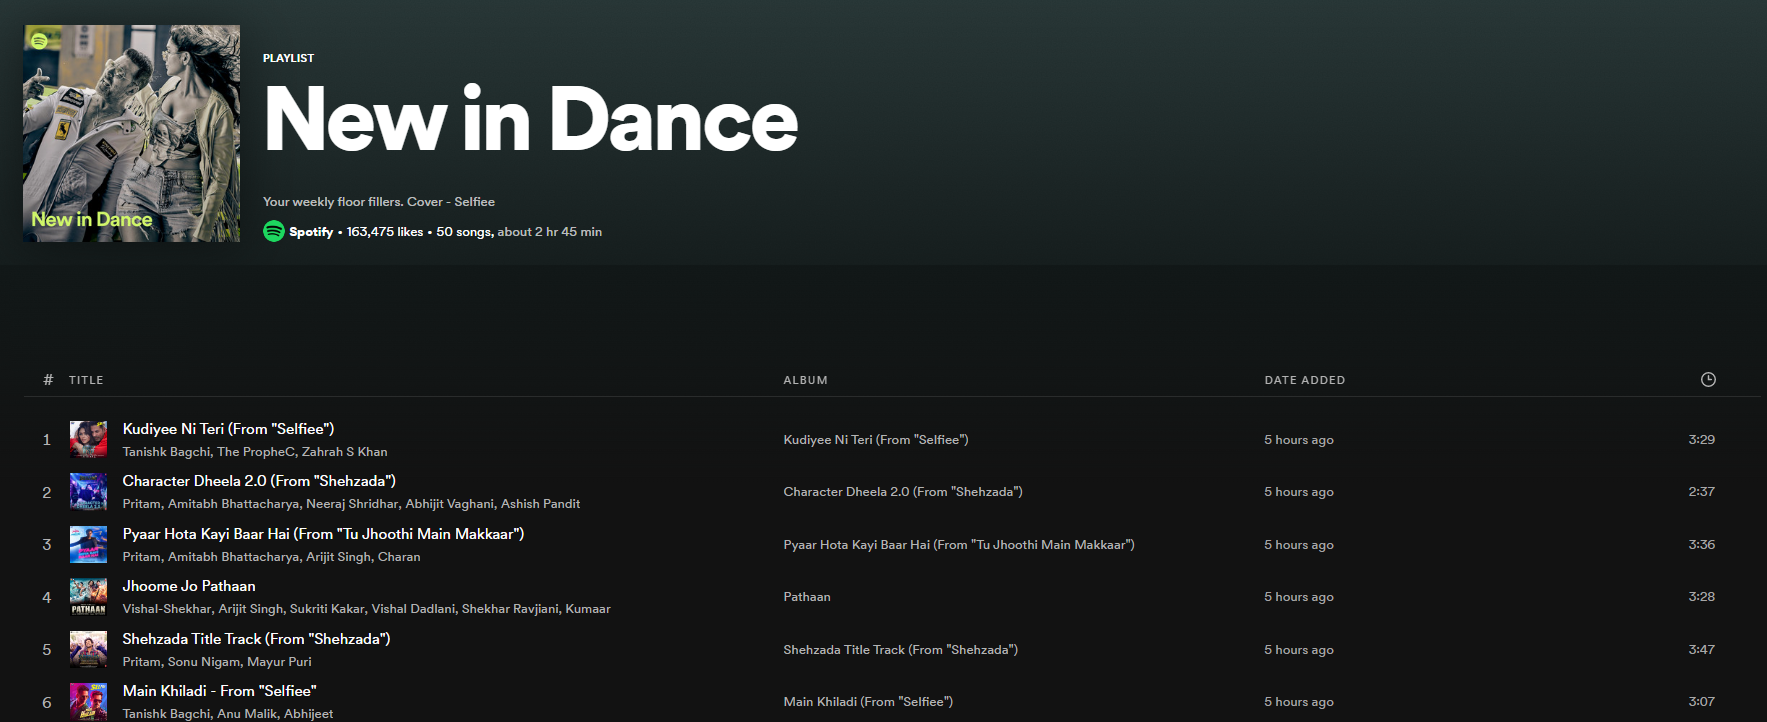 New in Dance
PLAYLIST
New in Dance
Your weekly floor fillers. Cover - Selfiee
Spotify • 163,475 likes • 50 songs, about 2 hr 45 min
# TITLE ALBUM DATE ADDED
1 Kudiyee Ni Teri (From "Selfiee") Kudiyee Ni Teri (From "Selfiee") 5 hours ago 3:29
Tanishk Bagchi, The PropheC, Zahrah S Khan
2 Character Dheela 2.0 (From "Shehzada") Character Dheela 2.0 (From "Shehzada") 5 hours ago 2:37
Pritam, Amitabh Bhattacharya, Neeraj Shridhar, Abhijit Vaghani, Ashish Pandit
3 Pyaar Hota Kayi Baar Hai (From "Tu Jhoothi Main Makkaar") Pyaar Hota Kayi Baar Hai (From "Tu Jhoothi Main Makkaar") 5 hours ago 3:36
Pritam, Amitabh Bhattacharya, Arijit Singh, Charan
PATHAAN
4 Jhoome Jo Pathaan Pathaan 5 hours ago 3:28
Vishal-Shekhar, Arijit Singh, Sukriti Kakar, Vishal Dadlani, Shekhar Ravjiani, Kumaar
5 Shehzada Title Track (From "Shehzada") Shehzada Title Track (From "Shehzada") 5 hours ago 3:47
Pritam, Sonu Nigam, Mayur Puri
6 Main Khiladi - From "Selfiee" Main Khiladi (From "Selfiee") 5 hours ago 3:07
Tanishk Bagchi, Anu Malik, Abhijeet